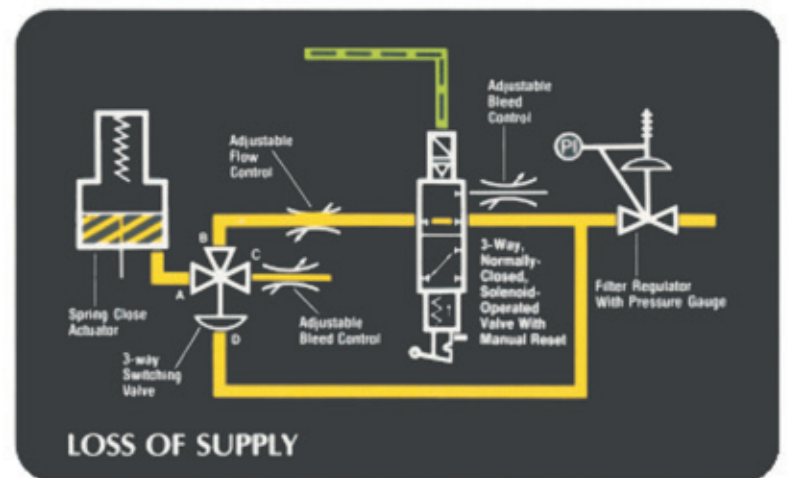 Adjustable
Bleed
Control
PI
Adjustable
Flow
Control
B
C
A
D
3-Way,
Normally-
Closed,
Solenoid-
Operated
Valve With
Manual Reset
Filter Regulator
With Pressure Gauge
Spring Close
Actuator
Adjustable
Bleed Control
3-way
Switching
Valve
LOSS OF SUPPLY